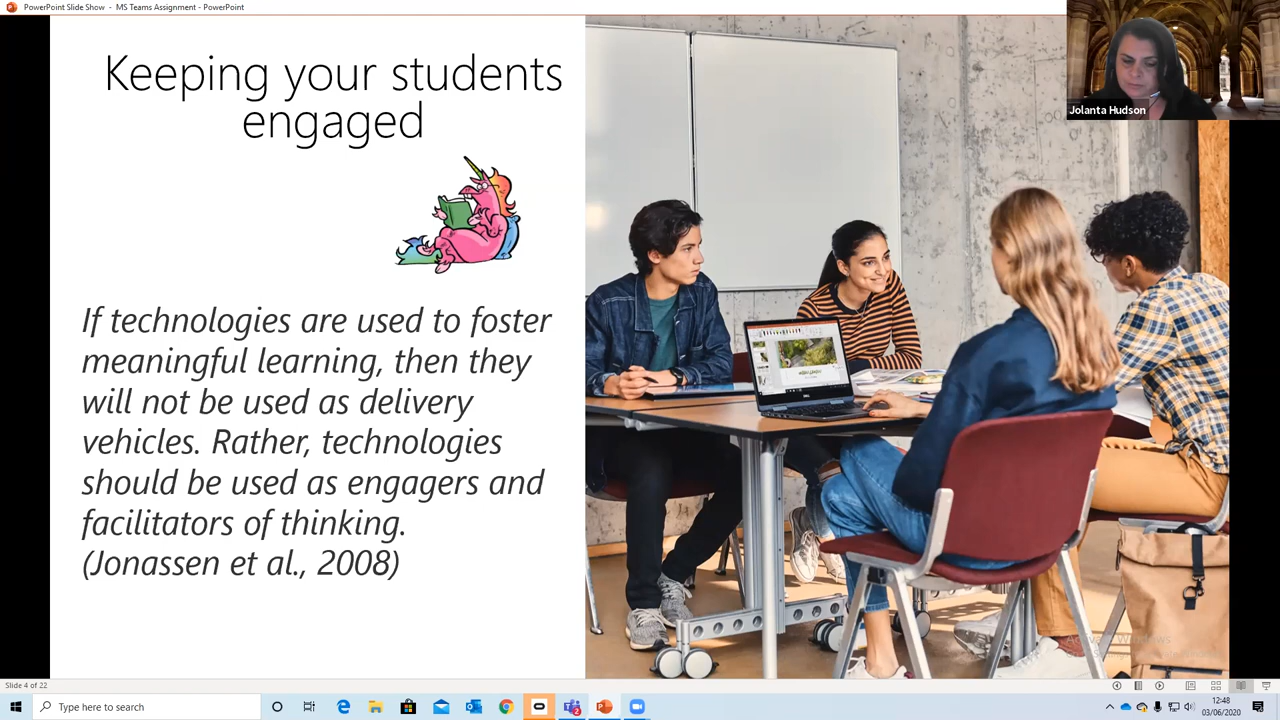 PowerPoint Slide Show - MS Teams Assignment - PowerPoint
Jolanta Hudson
Keeping your students
engaged
If technologies are used to foster
meaningful learning, then they
will not be used as delivery
vehicles. Rather, technologies
should be used as engagers and
facilitators of thinking.
(Jonassen et al., 2008)
Slide 4 of 22
Type here to search
2
12:48
03/06/2020